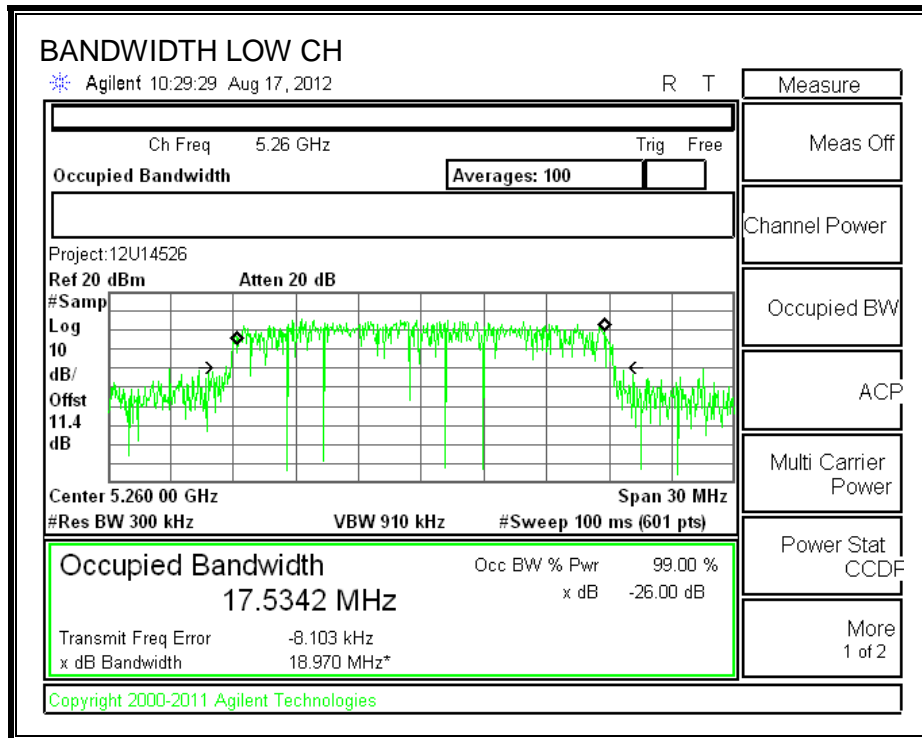 BANDWIDTH LOW CH
Agilent 10:29:29 Aug 17, 2012 R T
Measure
Ch Freq 5.26 GHz Trig Free
Meas Off
Occupied Bandwidth Averages: 100
Channel Power
Project:12U14526
Ref 20 dBm Atten 20 dB
#Samp
Log
10
dB/
Offst
11.4
dB
Occupied BW
ACP
Center 5.260 00 GHz Span 30 MHz
#Res BW 300 kHz VBW 910 kHz #Sweep 100 ms (601 pts)
Multi Carrier
Power
Occupied Bandwidth Occ BW % Pwr 99.00 %
17.5342 MHz x dB -26.00 dB
Power Stat
CCDF
Transmit Freq Error -8.103 kHz
x dB Bandwidth 18.970 MHz*
More
1 of 2
Copyright 2000-2011 Agilent Technologies